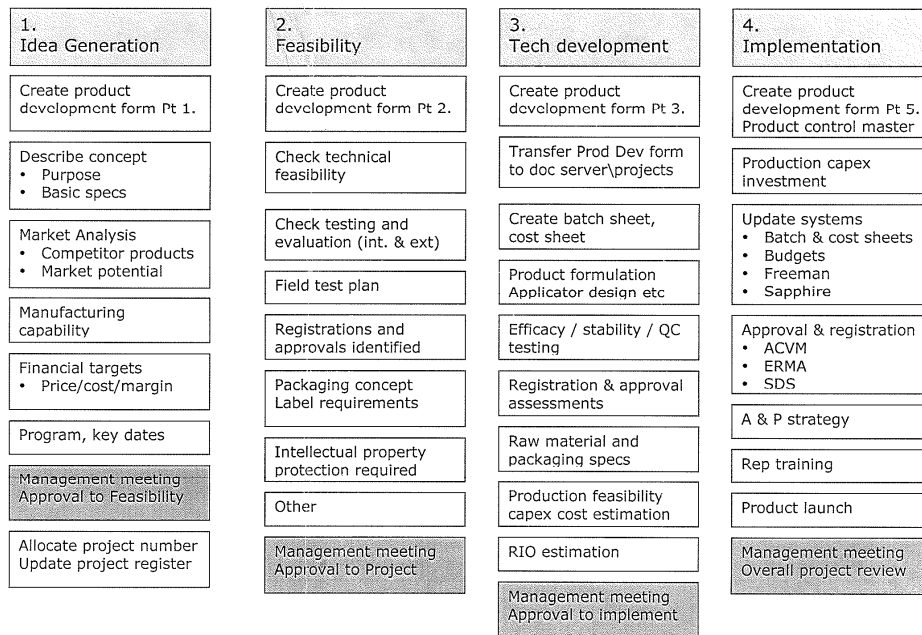 1.
Idea Generation
Create product
development form Pt 1.
Describe concept
• Purpose
• Basic specs
Market Analysis
• Competitor products
• Market potential
Manufacturing
capability
Financial targets
• Price/cost/margin
Program, key dates
Management meeting
Approval to Feasibility
Allocate project number
Update project register
2.
Feasibility
Create product
development form Pt 2.
Check technical
feasibility
Check testing and
evaluation (int. & ext)
Field test plan
Registrations and
approvals identified
Packaging concept
Label requirements
Intellectual property
protection required
Other
Management meeting
Approval to Project
3.
Tech development
Create product
development form Pt 3.
Transfer Prod Dev form
to doc server\projects
Create batch sheet,
cost sheet
Product formulation
Applicator design etc
Efficacy / stability / QC
testing
Registration & approval
assessments
Raw material and
packaging specs
Production feasibility
capex cost estimation
RIO estimation
Management meeting
Approval to implement
4.
Implementation
Create product
development form Pt 5.
Product control master
Production capex
investment
Update systems
• Batch & cost sheets
• Budgets
• Freeman
• Sapphire
Approval & registration
• ACVM
• ERMA
• SDS
A & P strategy
Rep training
Product launch
Management meeting
Overall project review